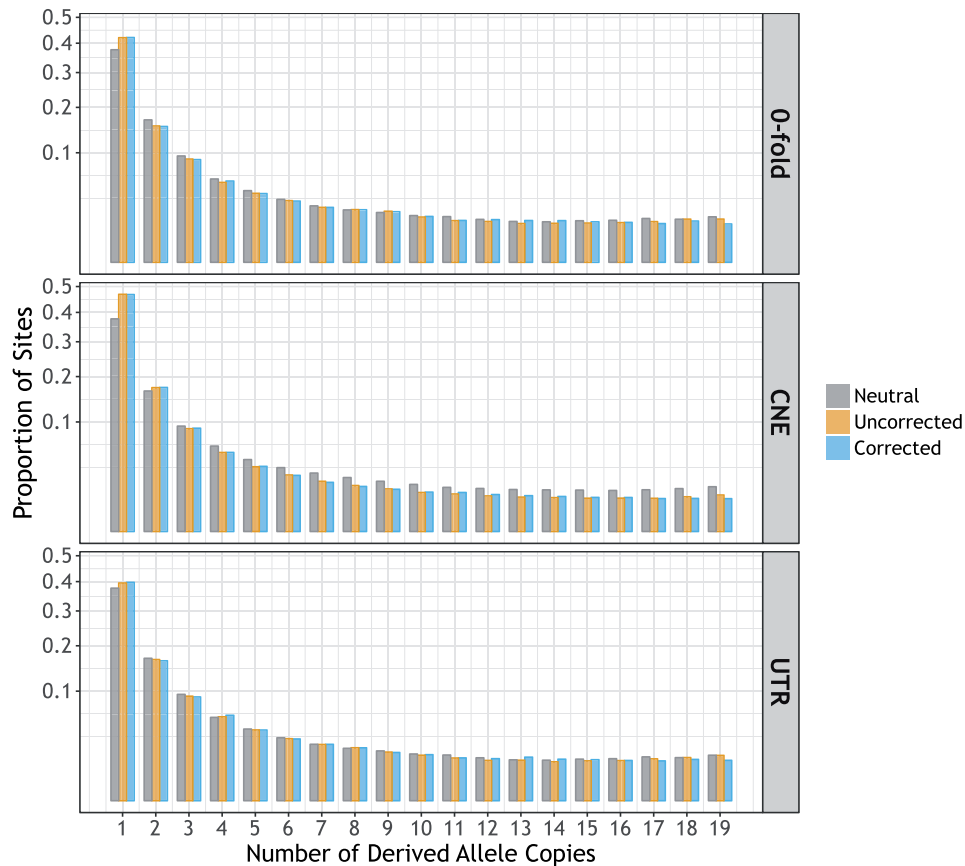 0.5
0.4
0.3
0.2
0.1
0-fold
0.5
0.4
0.3
0.2
0.1
CNE
0.5
0.4
0.3
0.2
0.1
UTR
Proportion of Sites
1 2 3 4 5 6 7 8 9 10 11 12 13 14 15 16 17 18 19
Number of Derived Allele Copies
Neutral
Uncorrected
Corrected